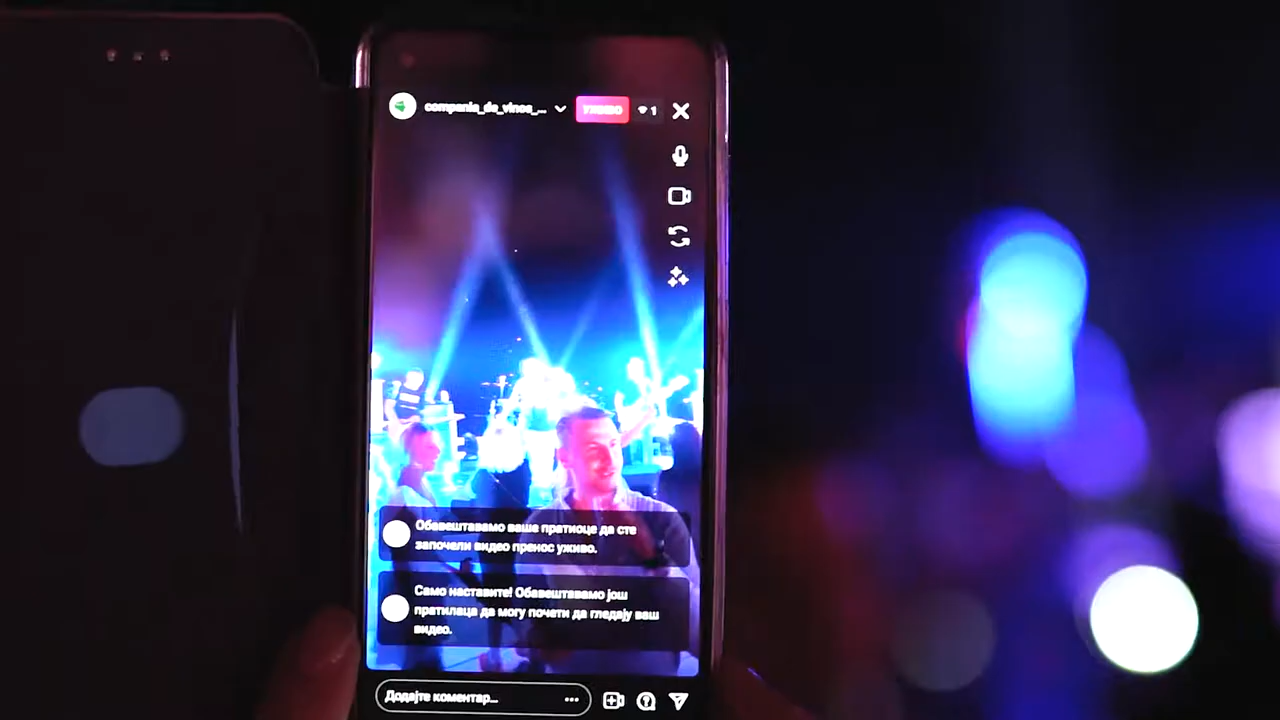 compania_de_vinos_...
УЖИВО
1
Обавештавамо ваше пратиоце да сте
започели видео пренос уживо.
Само наставите! Обавештавамо још
пратилаца да могу почети да гледају ваш
видео.
Додајте коментар...